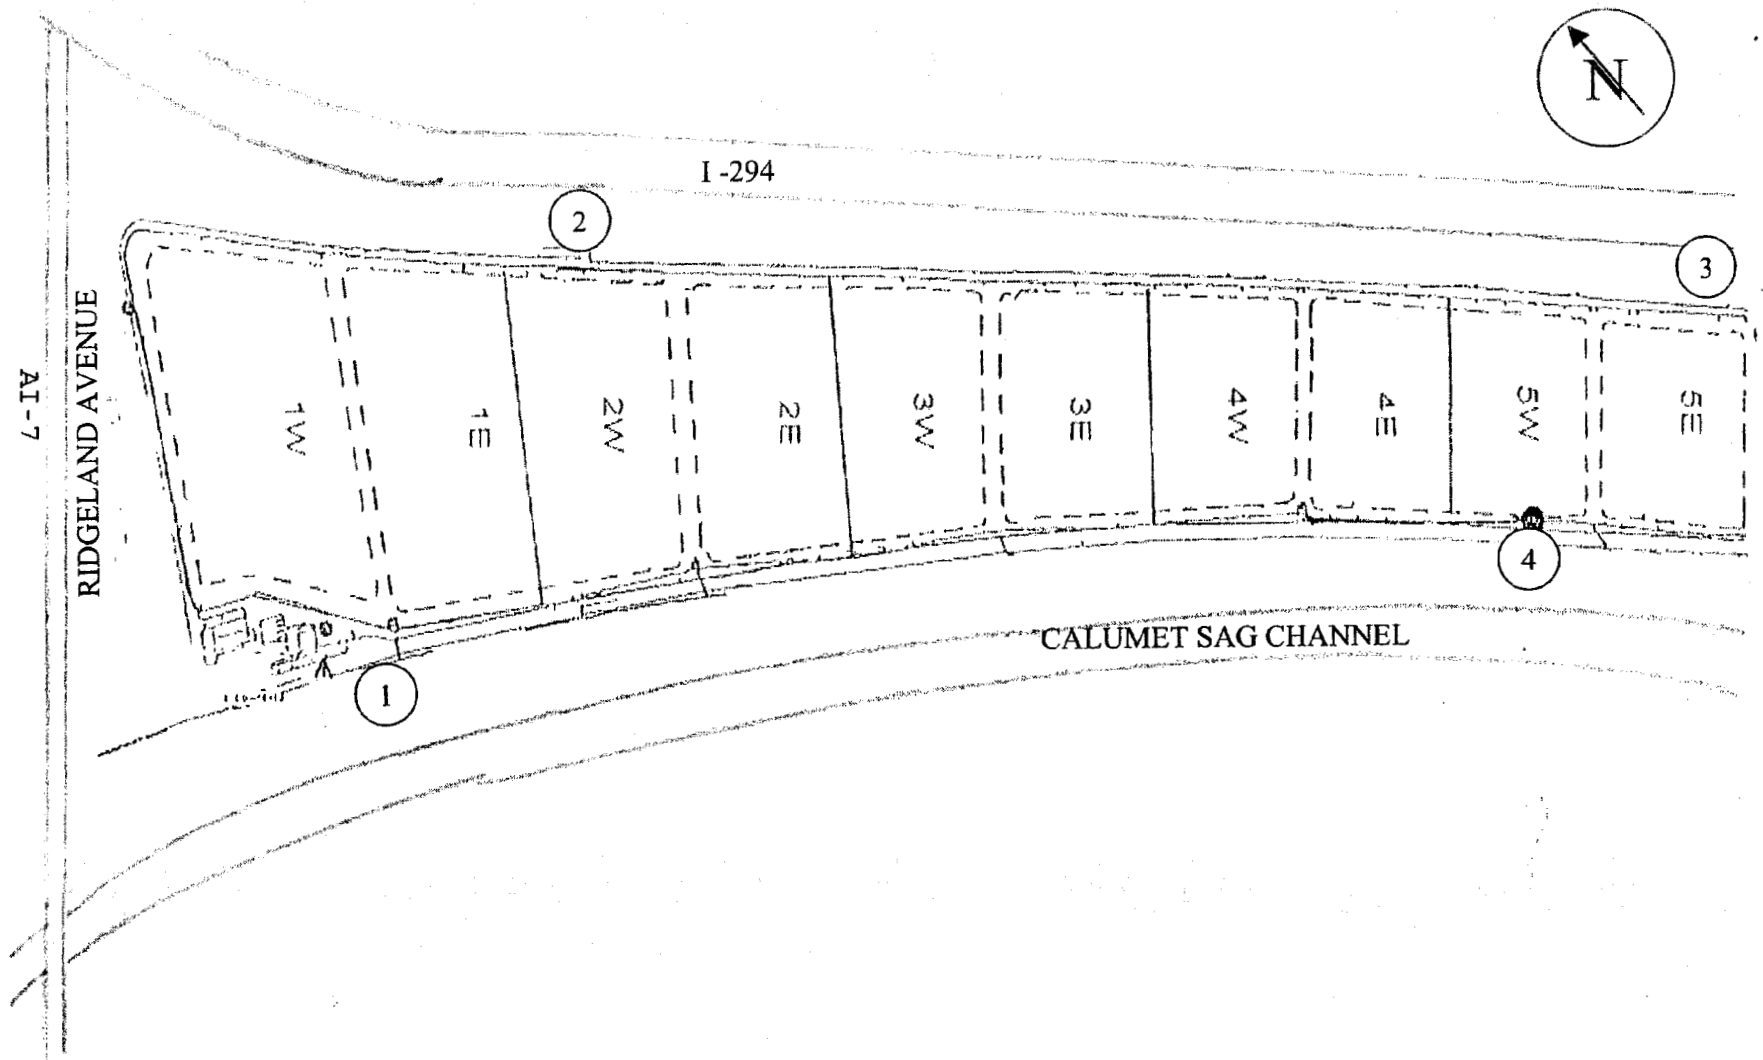 N
I -294
2
3
RIDGELAND AVENUE
AI-7
1W
1E
2W
2E
3W
3E
4W
4E
5W
5E
4
CALUMET SAG CHANNEL
1